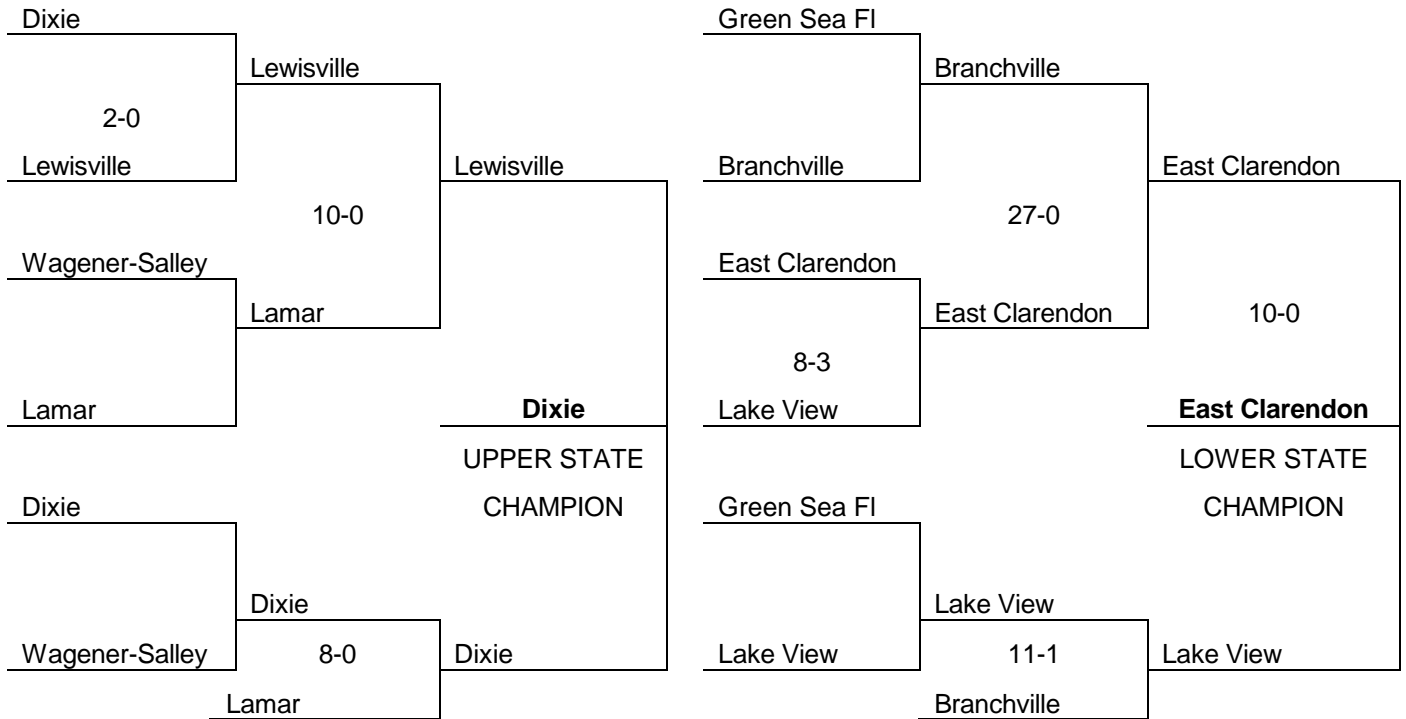 Dixie
Green Sea Fl
Lewisville
Branchville
2-0
Lewisville
Lewisville
Branchville
East Clarendon
10-0
27-0
Wagener-Salley
East Clarendon
Lamar
East Clarendon
10-0
8-3
Lamar
Dixie
Lake View
East Clarendon
UPPER STATE
LOWER STATE
Dixie
CHAMPION
Green Sea Fl
CHAMPION
Dixie
Lake View
Wagener-Salley
8-0
Dixie
Lake View
11-1
Lake View
Lamar
Branchville